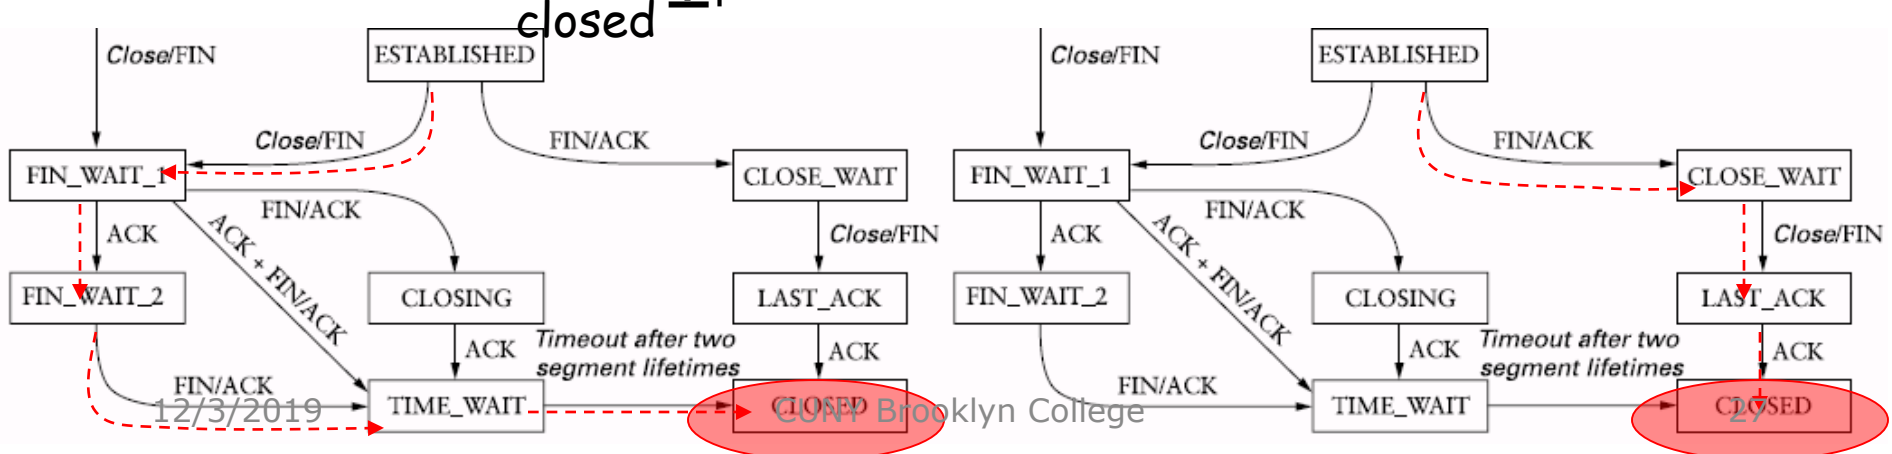 closed
Close/FIN
ESTABLISHED
Close/FIN
FIN/ACK
FIN_WAIT_1
CLOSE_WAIT
FIN/ACK
ACK
ACK + FIN/ACK
Close/FIN
FIN_WAIT_2
CLOSING
LAST_ACK
ACK
Timeout after two
segment lifetimes
ACK
FIN/ACK
TIME_WAIT
CLOSED
Close/FIN
ESTABLISHED
Close/FIN
FIN/ACK
FIN_WAIT_1
CLOSE_WAIT
FIN/ACK
ACK
ACK + FIN/ACK
Close/FIN
FIN_WAIT_2
CLOSING
LAST_ACK
ACK
Timeout after two
segment lifetimes
ACK
FIN/ACK
TIME_WAIT
CLOSED
12/3/2019
CUNY Brooklyn College
27